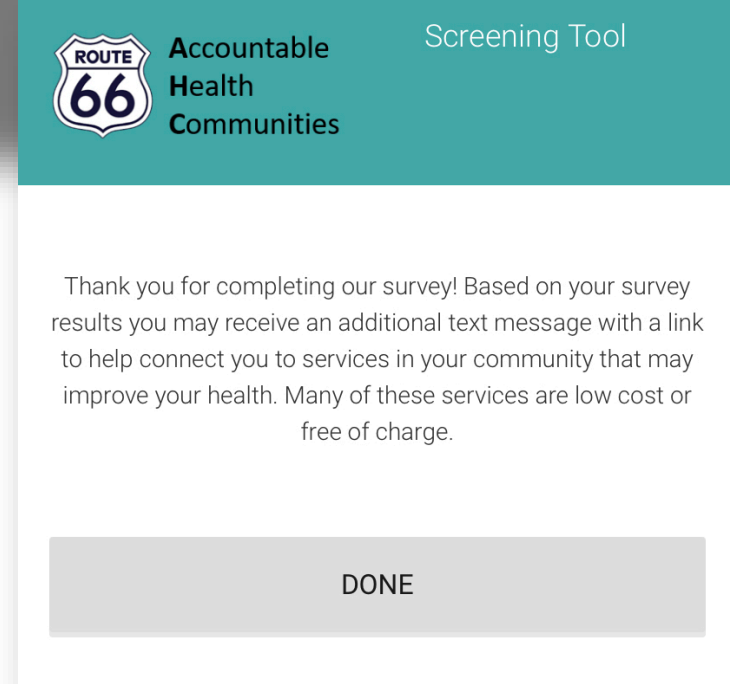 ROUTE
66
Accountable
Health
Communities
Screening Tool
Thank you for completing our survey! Based on your survey
results you may receive an additional text message with a link
to help connect you to services in your community that may
improve your health. Many of these services are low cost or
free of charge.
DONE